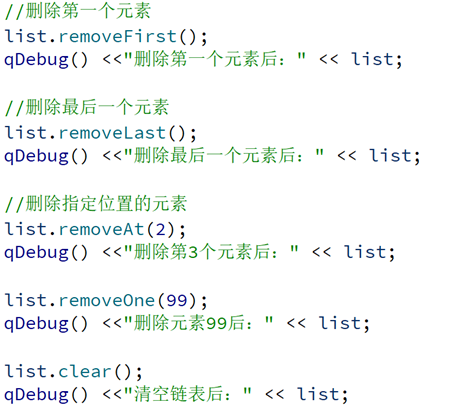 //删除第一个元素
list.removeFirst();
qDebug() <<"删除第一个元素后：" << list;
//删除最后一个元素
list.removeLast();
qDebug() <<"删除最后一个元素后：" << list;
//删除指定位置的元素
list.removeAt(2);
qDebug() <<"删除第3个元素后：" << list;
list.removeOne(99);
qDebug() <<"删除元素99后：" << list;
list.clear();
qDebug() <<"清空链表后：" << list;